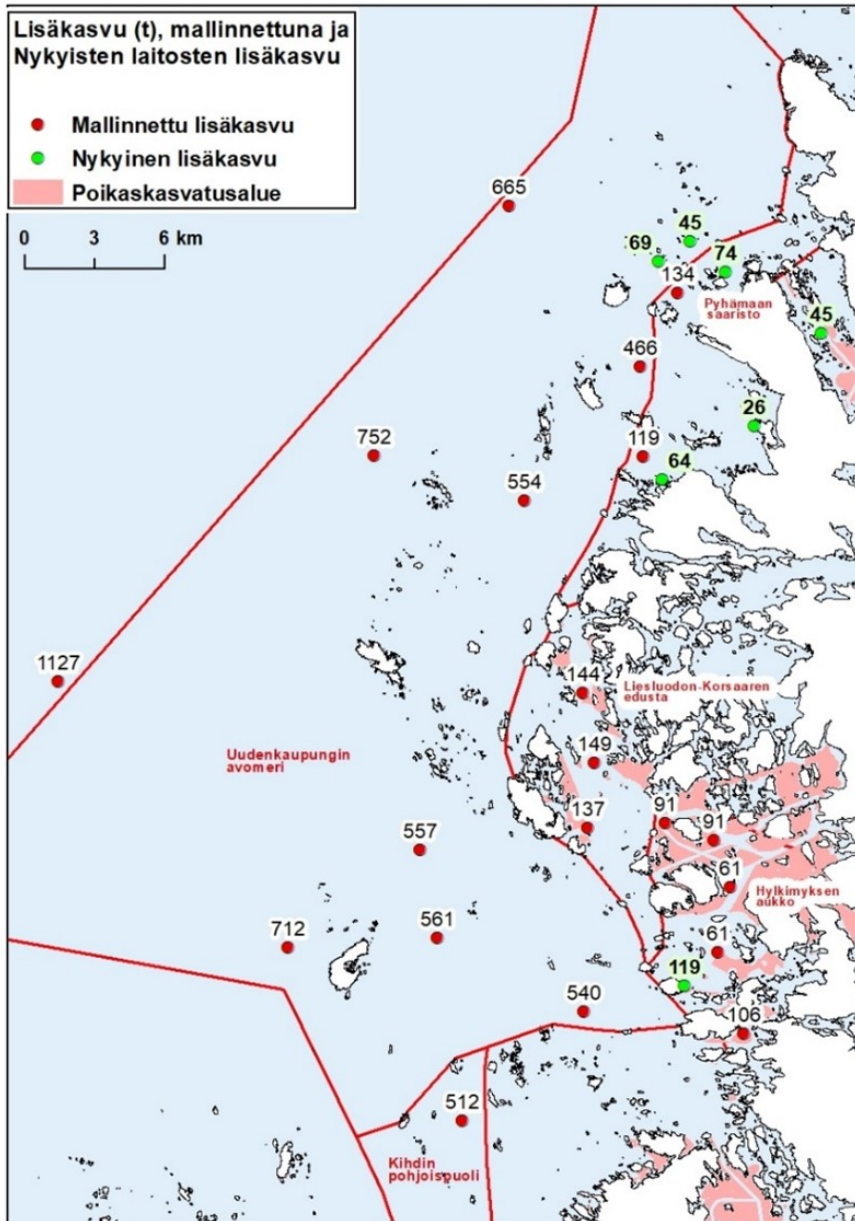 Lisäkasvu (t), mallinnettuna ja
Nykyisten laitosten lisäkasvu
Mallinnettu lisäkasvu
Nykyinen lisäkasvu
Poikaskasvatusalue
0 3 6 km
665
45
69
74
134
Pyhämaan
saaristo
45
466
26
752
119
64
554
1127
144
Liesluodon-Korsaaren
edusta
149
Uudenkaupungin
avomeri
137
91
91
557
61
Hylkimyksen
aukko
712
561
61
119
540
106
512
Kihdin
pohjoispuoli